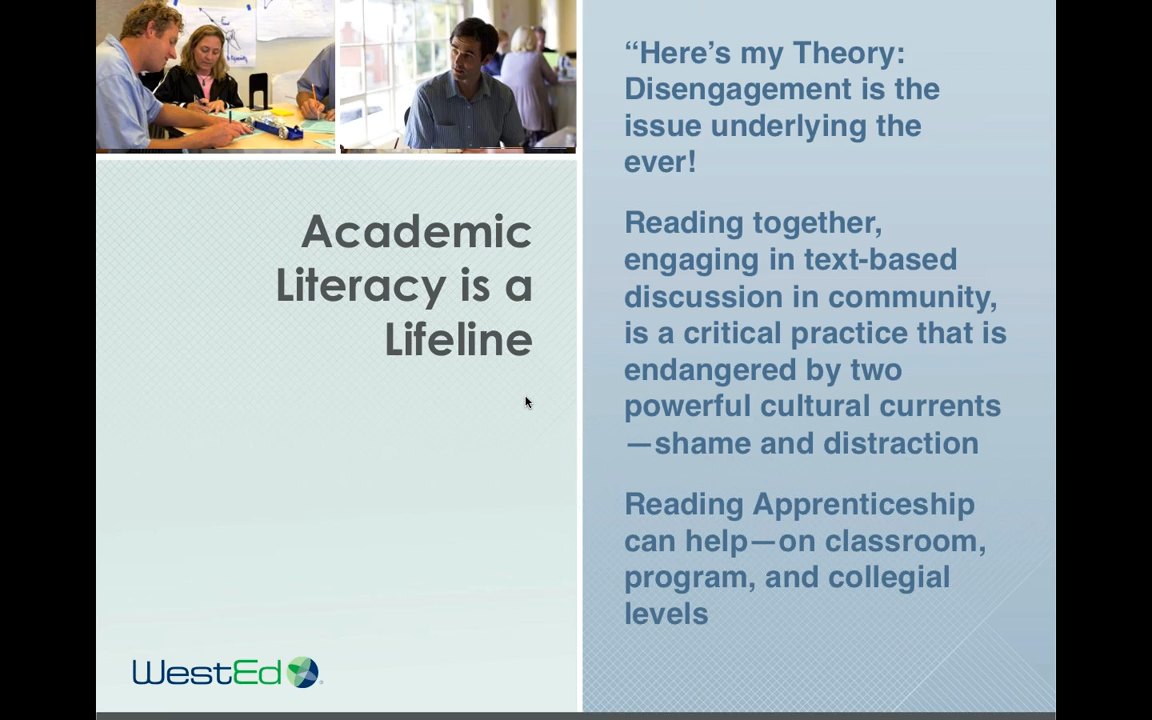 Academic
Literacy is a
Lifeline
WestEd
“Here’s my Theory:
Disengagement is the
issue underlying the
ever!
Reading together,
engaging in text-based
discussion in community,
is a critical practice that is
endangered by two
powerful cultural currents
—shame and distraction
Reading Apprenticeship
can help—on classroom,
program, and collegial
levels